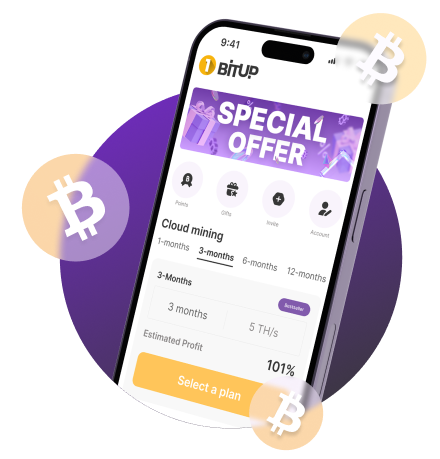 9:41
BITUP
SPECIAL
OFFER
Points
Gifts
Invite
Account
Cloud mining
1-months
3-months
6-months
12-months
3-Months
Bestseller
3 months
5 TH/s
Estimated Profit
101%
Select a plan